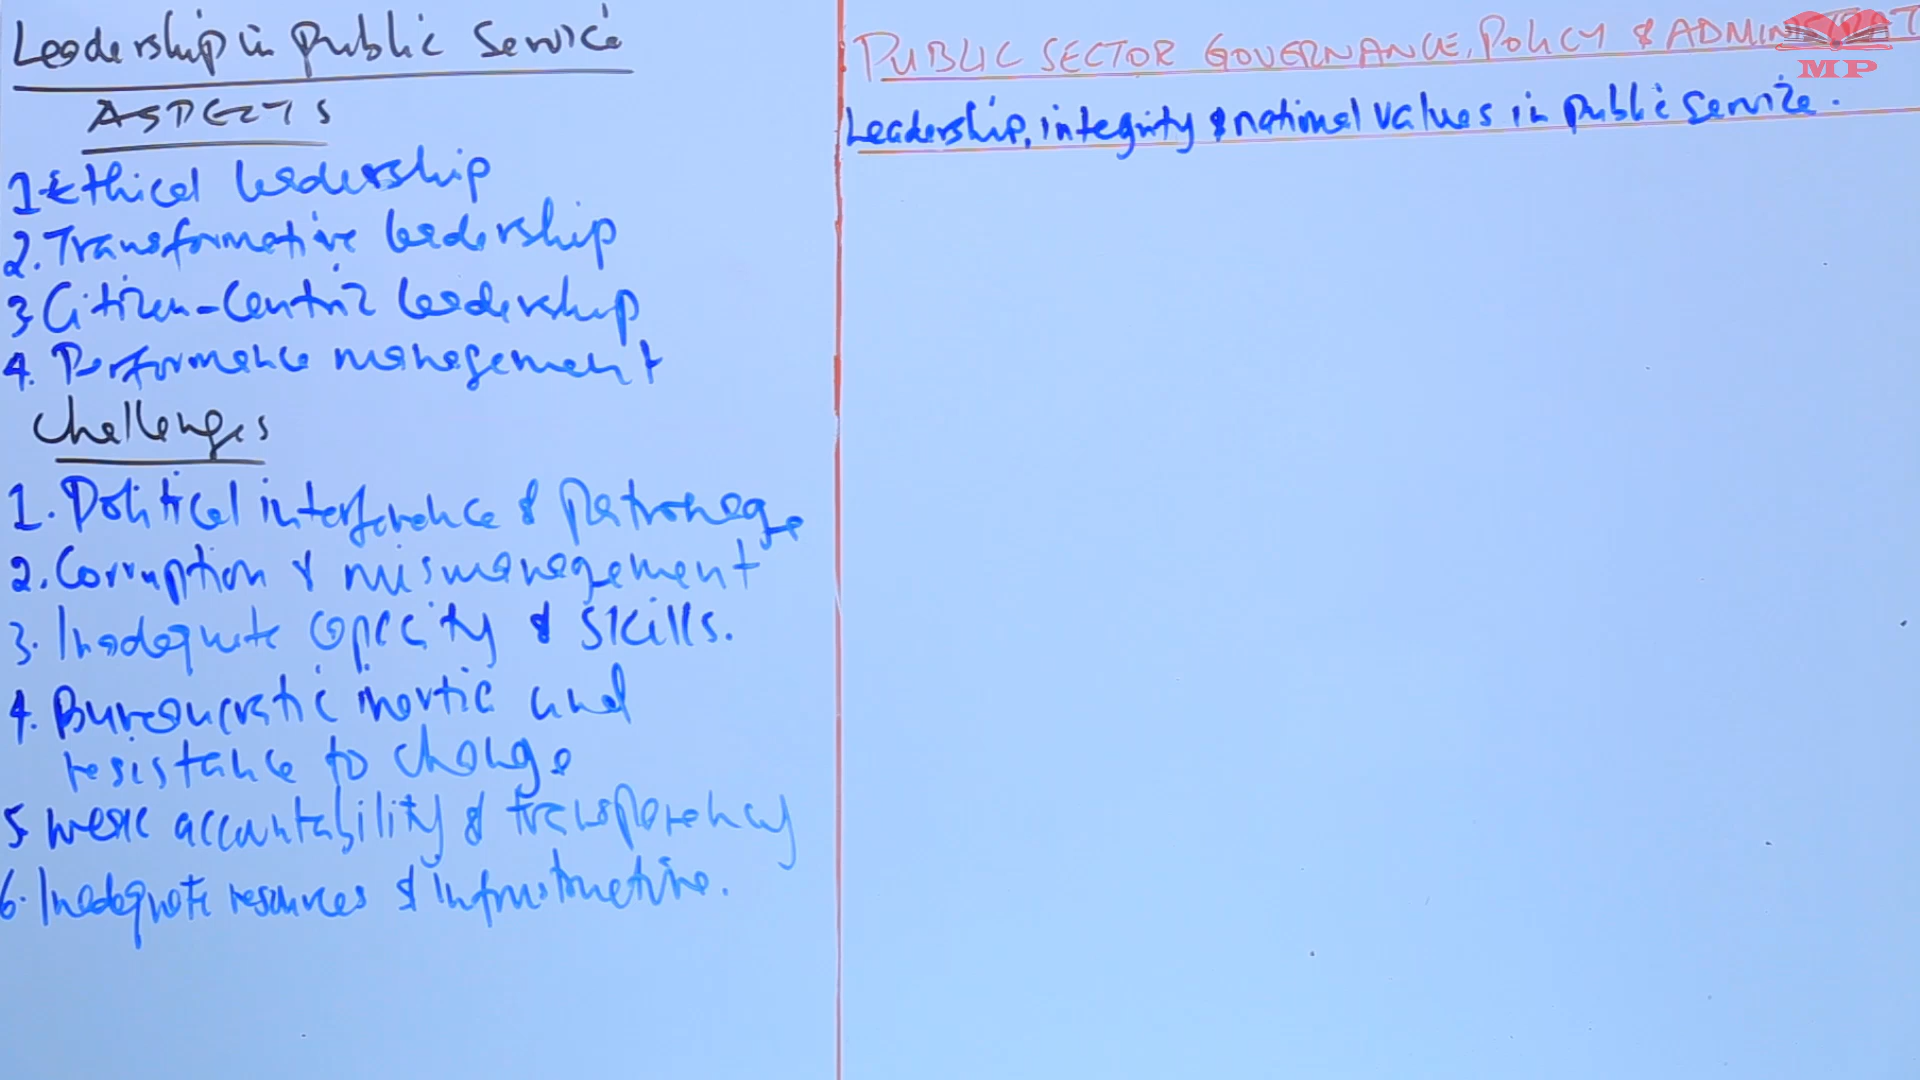 Leadership in public service
ASPECTS
1. Ethical leadership
2. Transformative leadership
3. Citizen-centric leadership
4. Performance management
Challenges
1. Political interference & patronage
2. Corruption & mismanagement
3. Inadequate capacity & skills.
4. Bureaucratic inertia and
resistance to change
5. weak accountability & transparency
6. Inadequate resources & infrastructure.
PUBLIC SECTOR GOVERNANCE, POLICY & ADMINISTRAT
MP
Leadership, integrity & national values in public service.